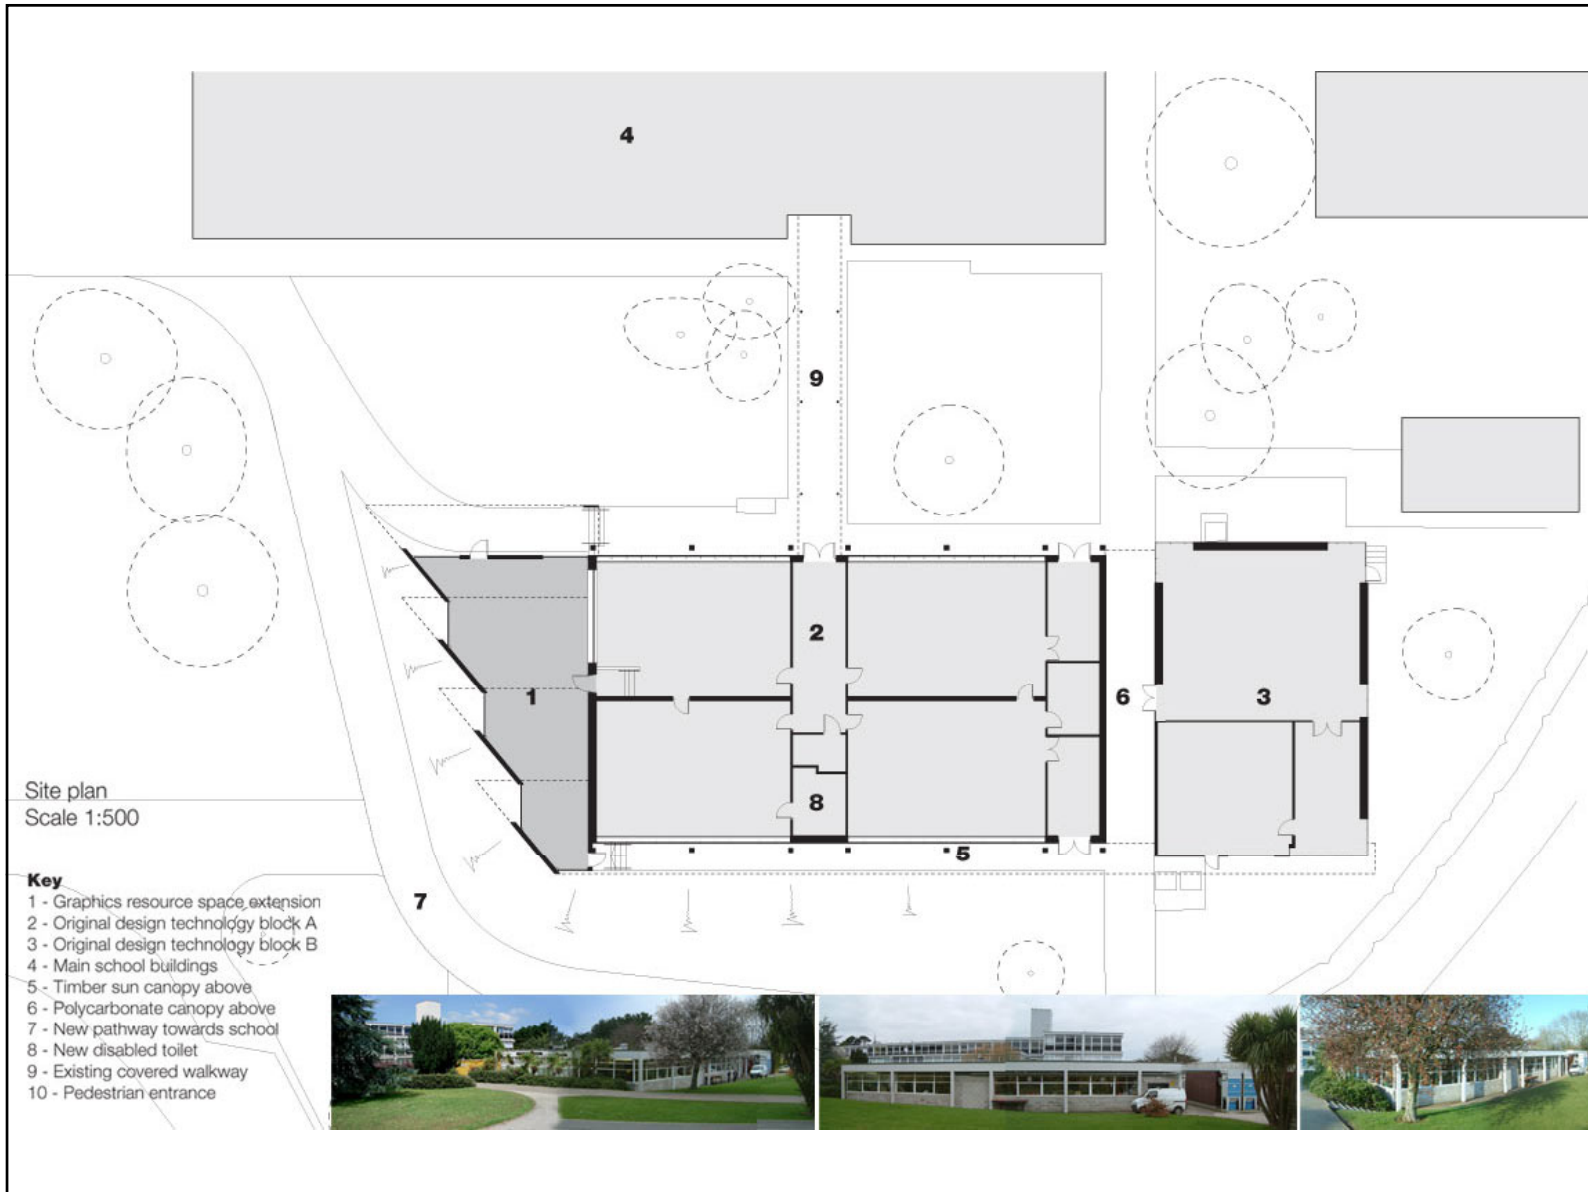 4
9
2
1
6
3
8
5
7
Site plan
Scale 1:500
Key
1 - Graphics resource space extension
2 - Original design technology block A
3 - Original design technology block B
4 - Main school buildings
5 - Timber sun canopy above
6 - Polycarbonate canopy above
7 - New pathway towards school
8 - New disabled toilet
9 - Existing covered walkway
10 - Pedestrian entrance